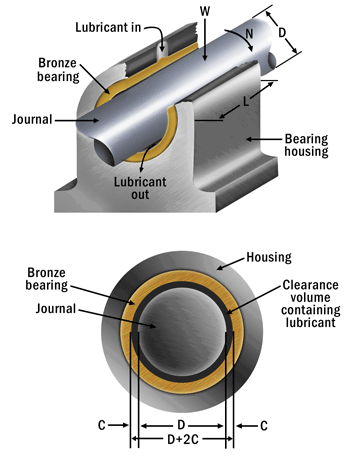 Lubricant in
W
N
D
Bronze
bearing
Journal
L
Bearing
housing
Lubricant
out
Housing
Bronze
bearing
Clearance
volume
containing
lubricant
Journal
C
D
C
D+2C